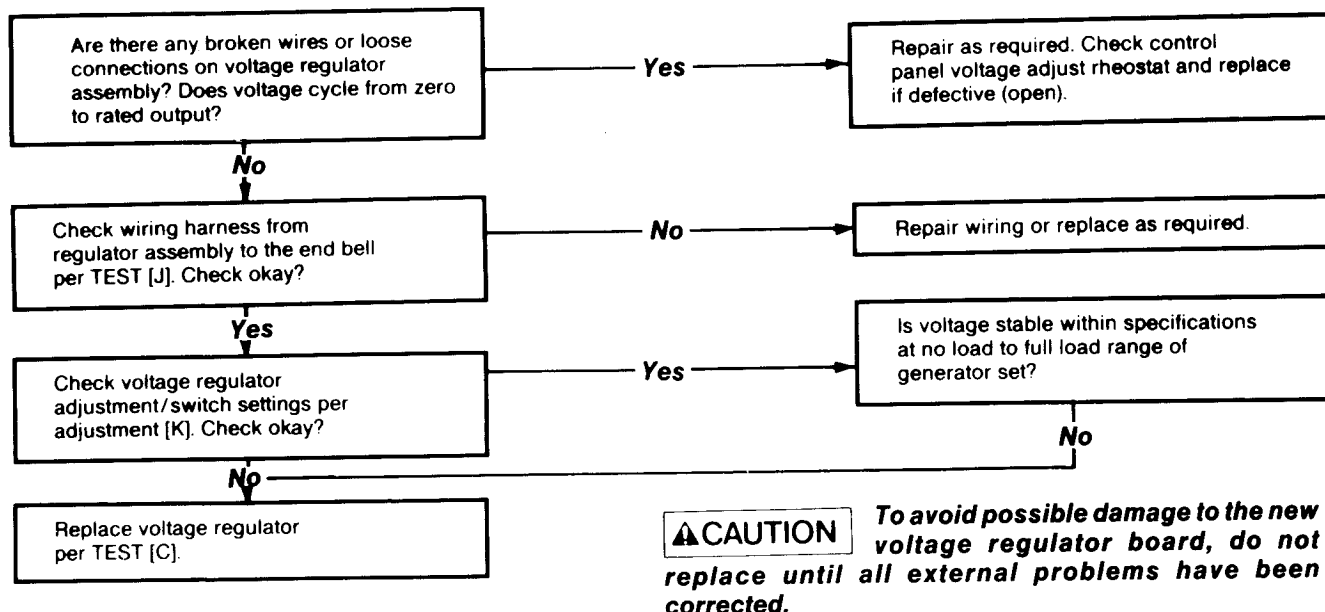 Are there any broken wires or loose
connections on voltage regulator
assembly? Does voltage cycle from zero
to rated output?
Yes
Repair as required. Check control
panel voltage adjust rheostat and replace
if defective (open).
No
Check wiring harness from
regulator assembly to the end bell
per TEST [J]. Check okay?
No
Repair wiring or replace as required.
Yes
Check voltage regulator
adjustment/switch settings per
adjustment [K]. Check okay?
Yes
Is voltage stable within specifications
at no load to full load range of
generator set?
No
No
Replace voltage regulator
per TEST [C].
CAUTION To avoid possible damage to the new
voltage regulator board, do not
replace until all external problems have been
corrected.